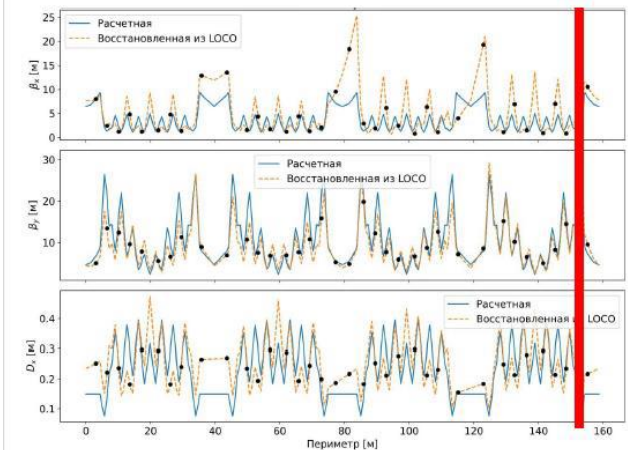 Расчетная
Восстановленная из LOCO
βx [м]
25
20
15
10
5
0
Расчетная
Восстановленная из LOCO
βy [м]
30
20
10
Расчетная
Восстановленная из LOCO
Dx [м]
0.4
0.3
0.2
0.1
0 20 40 60 80 100 120 140 160
Периметр [м]